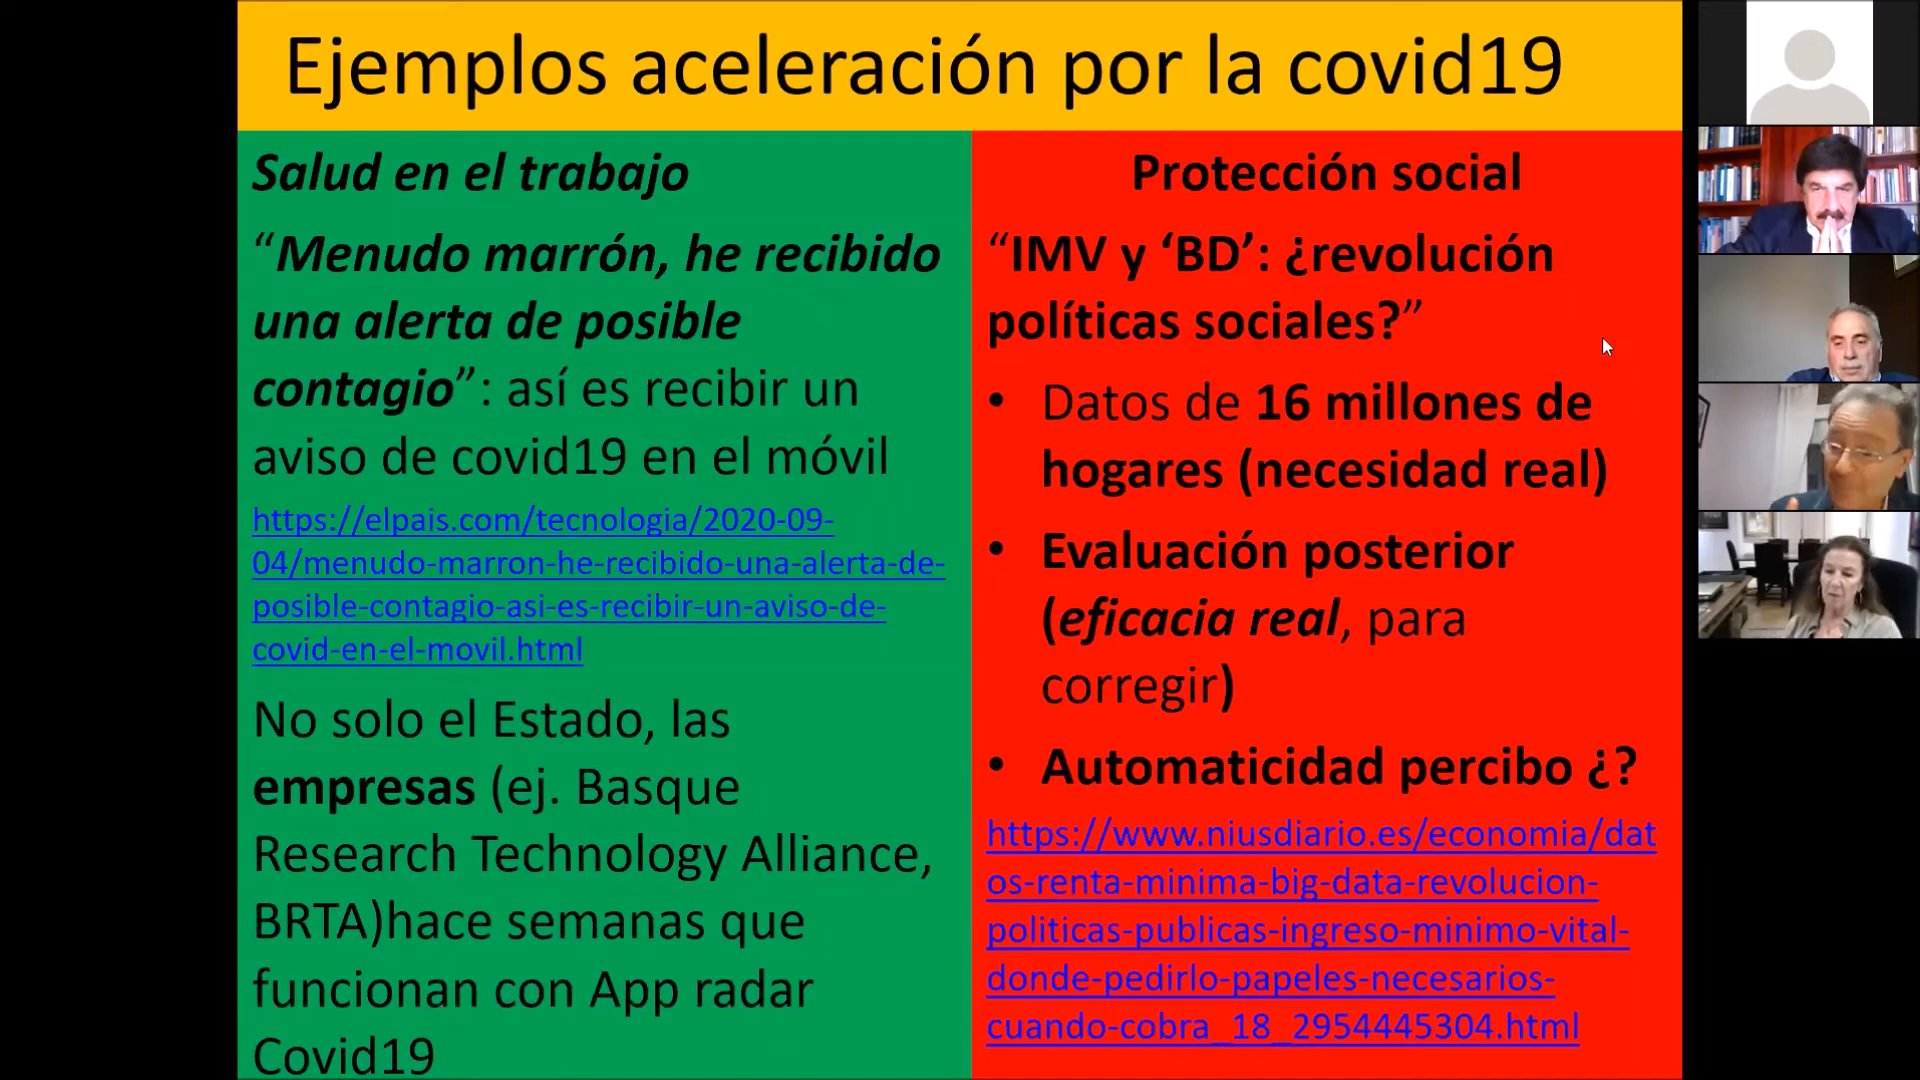 Ejemplos aceleración por la covid19
Salud en el trabajo
“Menudo marrón, he recibido
una alerta de posible
contagio”: así es recibir un
aviso de covid19 en el móvil
https://elpais.com/tecnologia/2020-09-
04/menudo-marron-he-recibido-una-alerta-de-
posible-contagio-asi-es-recibir-un-aviso-de-
covid-en-el-movil.html
No solo el Estado, las
empresas (ej. Basque
Research Technology Alliance,
BRTA)hace semanas que
funcionan con App radar
Covid19
Protección social
“IMV y ‘BD’: ¿revolución
políticas sociales?”
• Datos de 16 millones de
hogares (necesidad real)
• Evaluación posterior
(eficacia real, para
corregir)
• Automaticidad percibo ¿?
https://www.niusdiario.es/economia/dat
os-renta-minima-big-data-revolucion-
politicas-publicas-ingreso-minimo-vital-
donde-pedirlo-papeles-necesarios-
cuando-cobra_18_2954445304.html